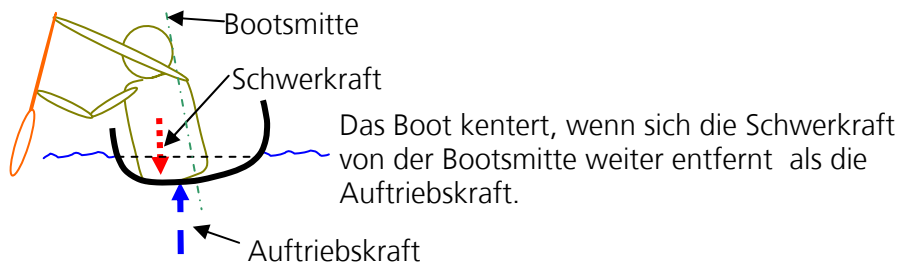 Bootsmitte
Schwerkraft
Das Boot kentert, wenn sich die Schwerkraft
von der Bootsmitte weiter entfernt als die
Auftriebskraft.
Auftriebskraft